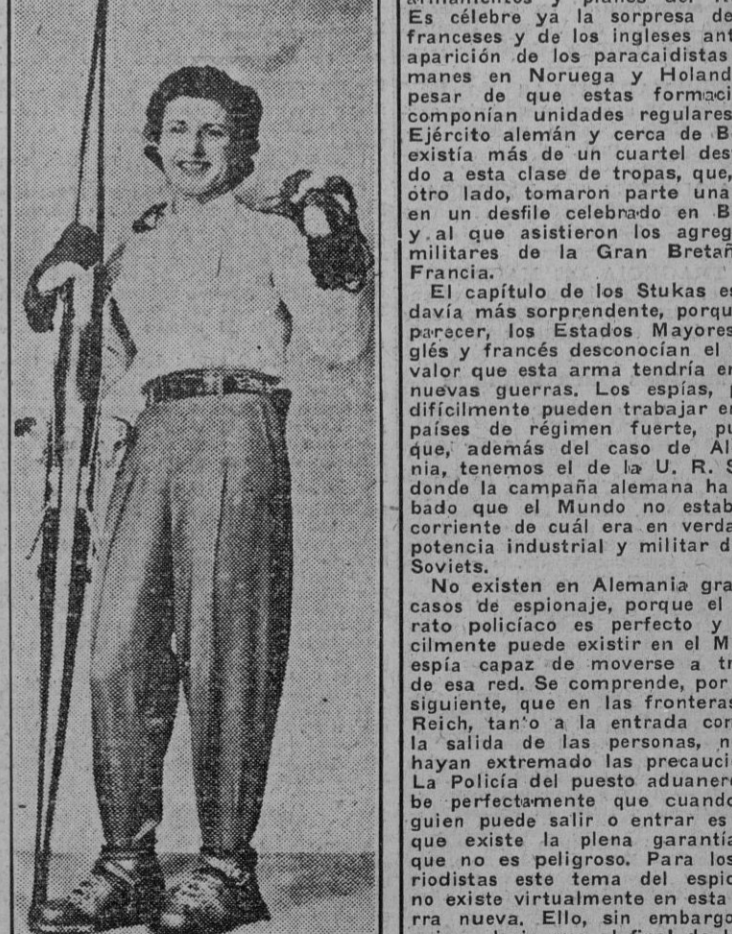 Es célebre ya la sorpresa de
franceses y de los ingleses ant
aparición de los paracaidistas
manes en Noruega y Holand
pesar de que estas formaci
componían unidades regulares
Ejército alemán y cerca de B
existía más de un cuartel des
do a esta clase de tropas, que,
otro lado, tomaron parte una
en un desfile celebrado en B
y al que asistieron los agreg
militares de la Gran Bretañ
Francia.
El capítulo de los Stukas es
davía más sorprendente, porqu
parecer, los Estados Mayores
glés y francés desconocían el
valor que esta arma tendría en
nuevas guerras. Los espías, p
difícilmente pueden trabajar en
países de régimen fuerte, pu
que, además del caso de Al
nia, tenemos el de la U. R. S
donde la campaña alemana ha
bado que el Mundo no estab
corriente de cuál era en verda
potencia industrial y militar d
Soviets.
No existen en Alemania gra
casos de espionaje, porque el
rato policíaco es perfecto y
cilmente puede existir en el M
espía capaz de moverse a tr
de esa red. Se comprende, por
siguiente, que en las fronteras
Reich, tanto a la entrada com
la salida de las personas, n
hayan extremado las precauci
La Policía del puesto aduanero
be perfectamente que cuando
guien puede salir o entrar es
que existe la plena garantía
que no es peligroso. Para los
riodistas este tema del espio
no existe virtualmente en esta
rra nueva. Ello, sin embargo